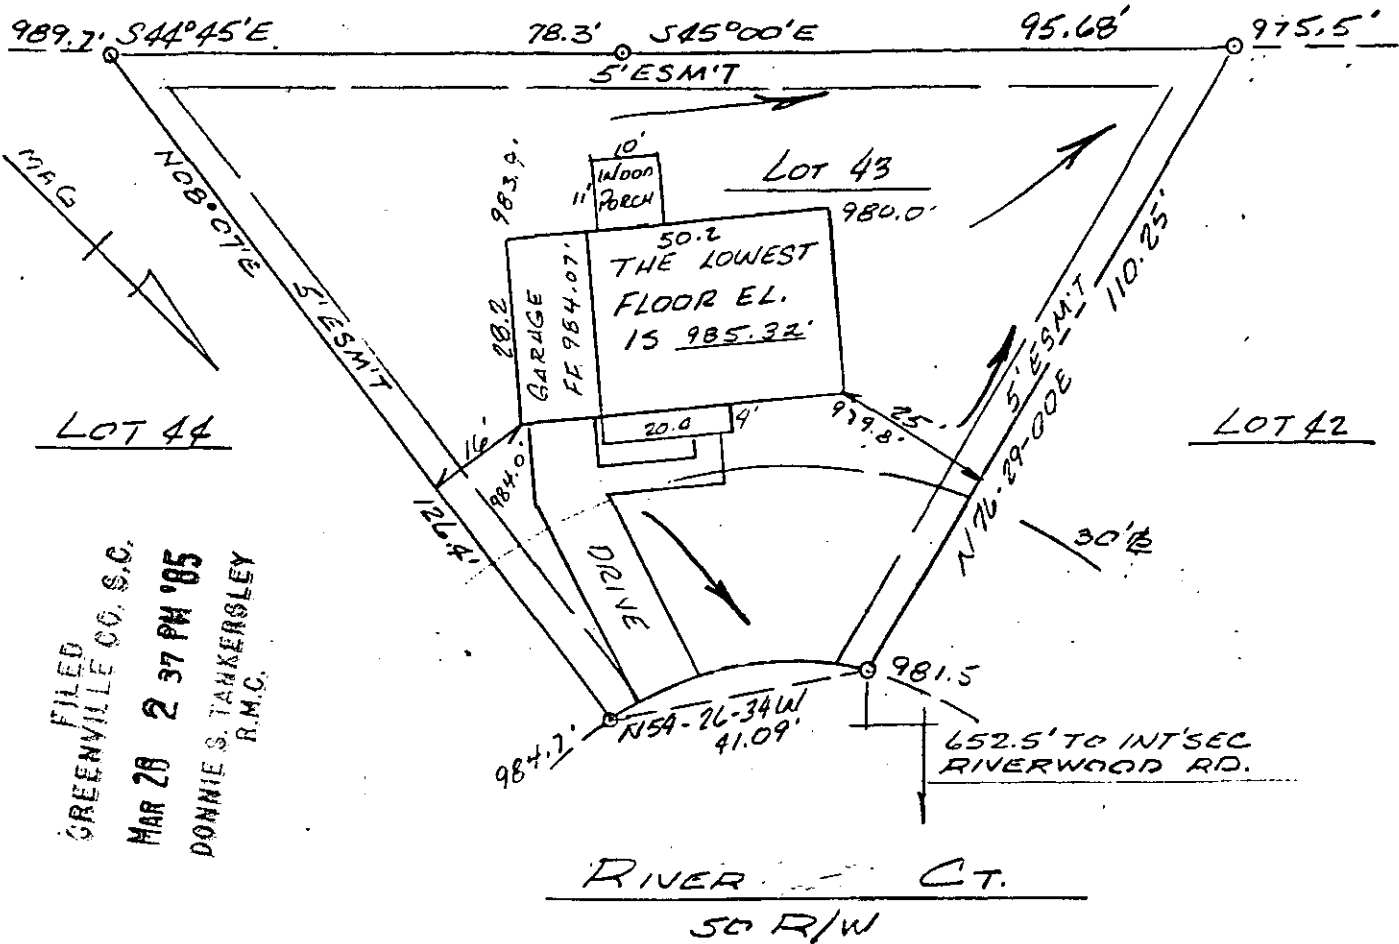 989.7' S44°45'E. 78.3' S45°00'E 95.68' 975.5'
5' ESM'T
MAG
N08°07'E
5' ESM'T
126.4'
983.9.
10'
11'
WOOD
PORCH
LOT 43
980.0'
50.2
THE LOWEST
FLOOR EL.
IS 985.32'
28.2
GARAGE
F.F. 984.07'
110.25'
5' ESM'T
N76-29-00E
LOT 44
LOT 42
16'
984.0'
20.0
4'
979.8'
25.
30'
DRIVE
FILED
GREENVILLE CO. S.C.
MAR 28 2 37 PM '85
DONNIE S. TANKERSLEY
R.M.C.
984.7'
N54-26-34W
41.09'
981.5
652.5' TO INT'SEC
RIVERWOOD RD.
RIVER CT.
50 R/W